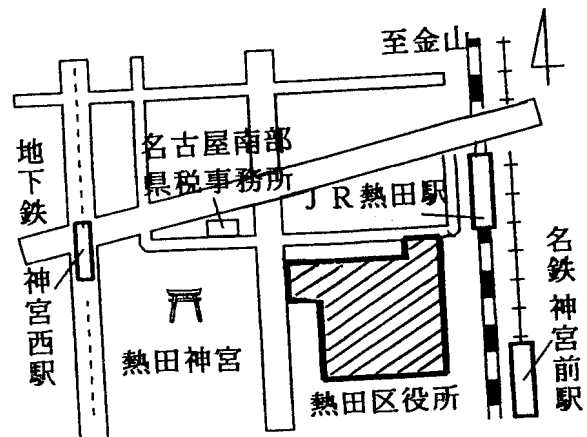 至金山
名古屋南部
県税事務所
JR熱田駅
地下鉄
神宮西駅
名鉄
神宮前駅
熱田神宮
熱田区役所